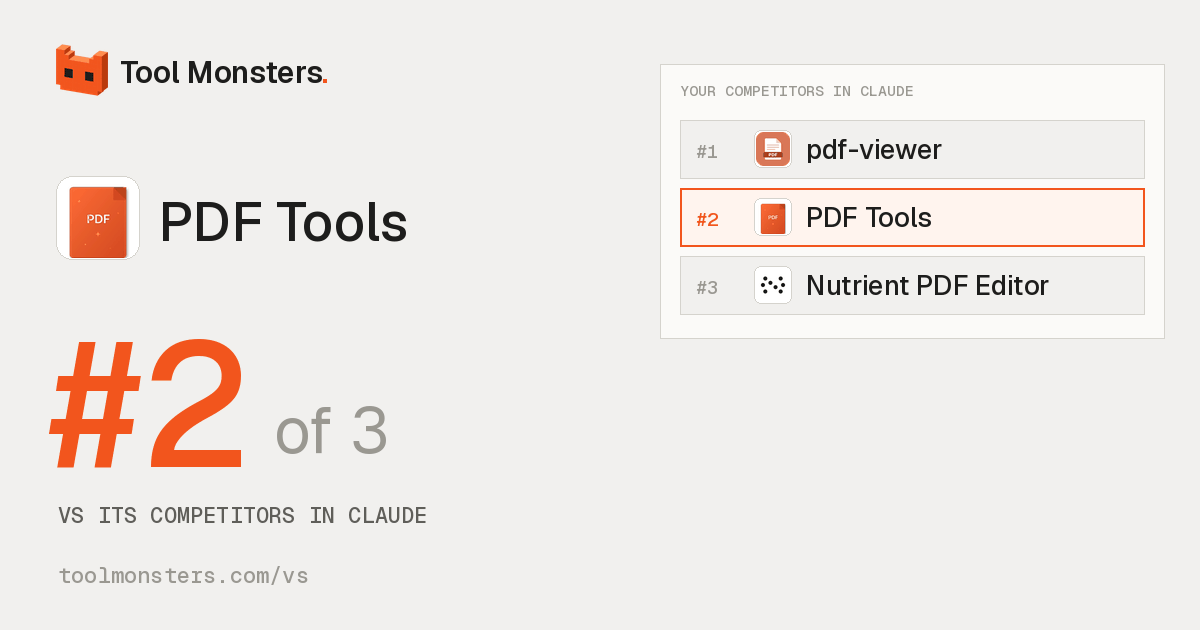 Tool Monsters.
PDF
PDF Tools
#2 of 3
VS ITS COMPETITORS IN CLAUDE
toolmonsters.com/vs
YOUR COMPETITORS IN CLAUDE
#1 PDF pdf-viewer
#2 PDF PDF Tools
#3 Nutrient PDF Editor